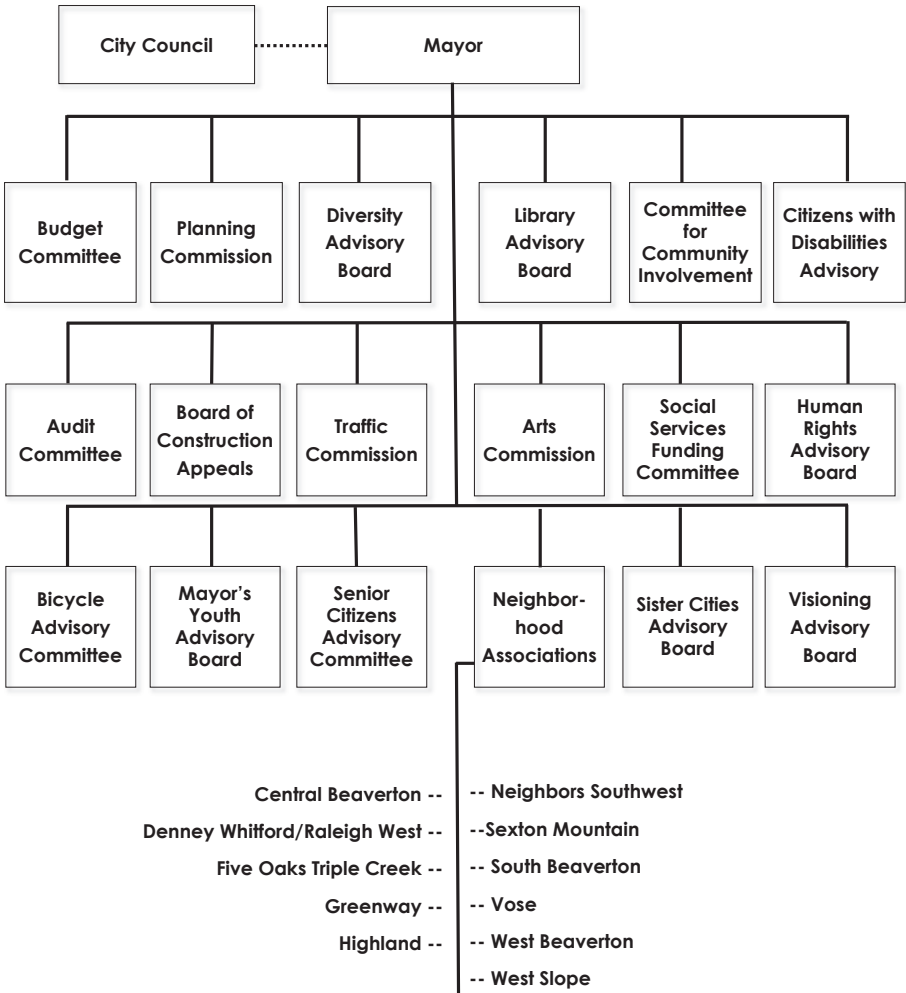 City Council
Mayor
Budget
Committee
Planning
Commission
Diversity
Advisory
Board
Library
Advisory
Board
Committee
for
Community
Involvement
Citizens with
Disabilities
Advisory
Audit
Committee
Board of
Construction
Appeals
Traffic
Commission
Arts
Commission
Social
Services
Funding
Committee
Human
Rights
Advisory
Board
Bicycle
Advisory
Committee
Mayor's
Youth
Advisory
Board
Senior
Citizens
Advisory
Committee
Neighbor-
hood
Associations
Sister Cities
Advisory
Board
Visioning
Advisory
Board
Central Beaverton --
Denney Whitford/Raleigh West --
Five Oaks Triple Creek --
Greenway --
Highland --
-- Neighbors Southwest
--Sexton Mountain
-- South Beaverton
-- Vose
-- West Beaverton
-- West Slope